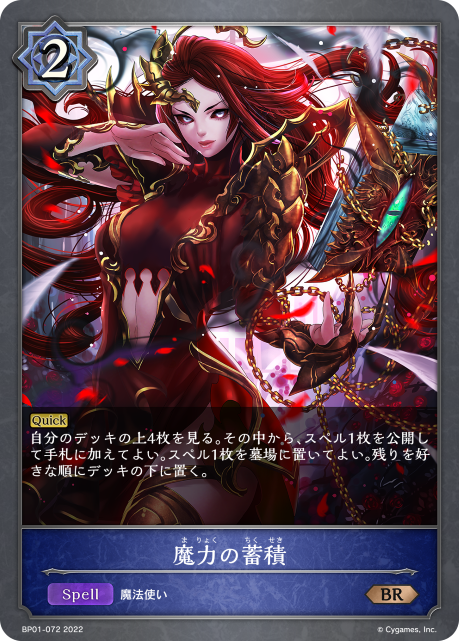 2
Quick
自分のデッキの上4枚を見る。その中から、スペル1枚を公開し
て手札に加えてよい。スペル1枚を墓場に置いてよい。残りを好
きな順にデッキの下に置く。
ま りょく ちく せき
魔力の蓄積
Spell 魔法使い BR
BP01-072 2022 © Cygames, Inc.